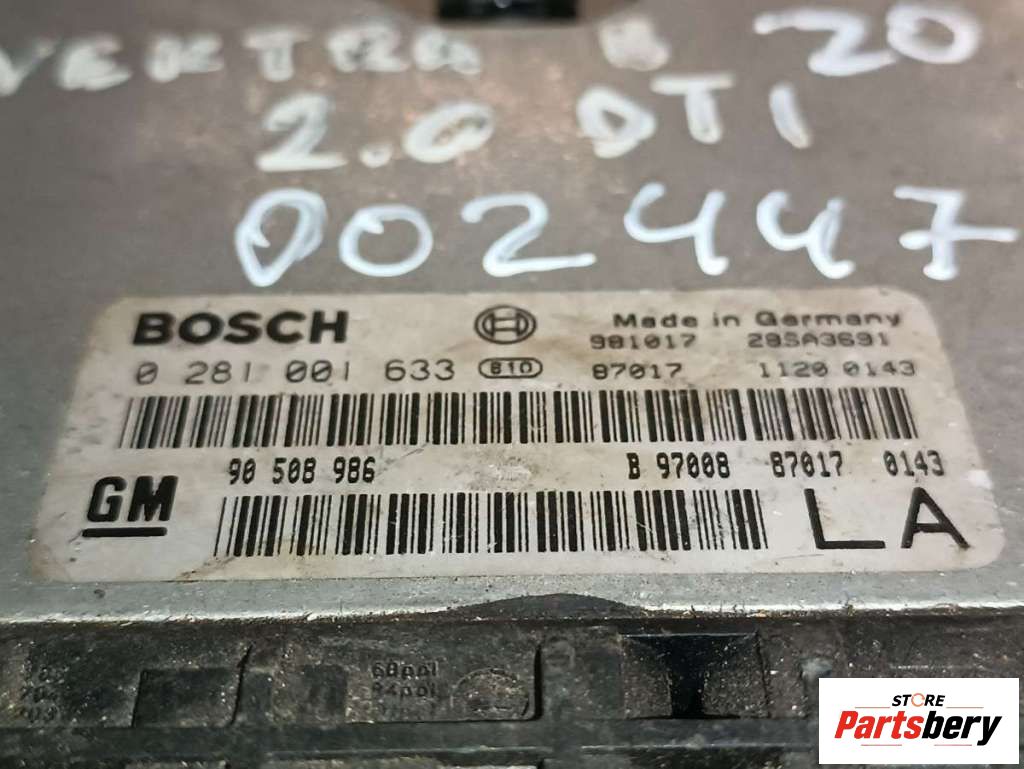 VEKTRA B 20
2.0 DTI
002447
BOSCH Made in Germany
981017 28SA3691
0 281 001 633 810 87017 1120 0143
90 508 986 B 97008 87017 0143
GM LA
STORE
Partsbery